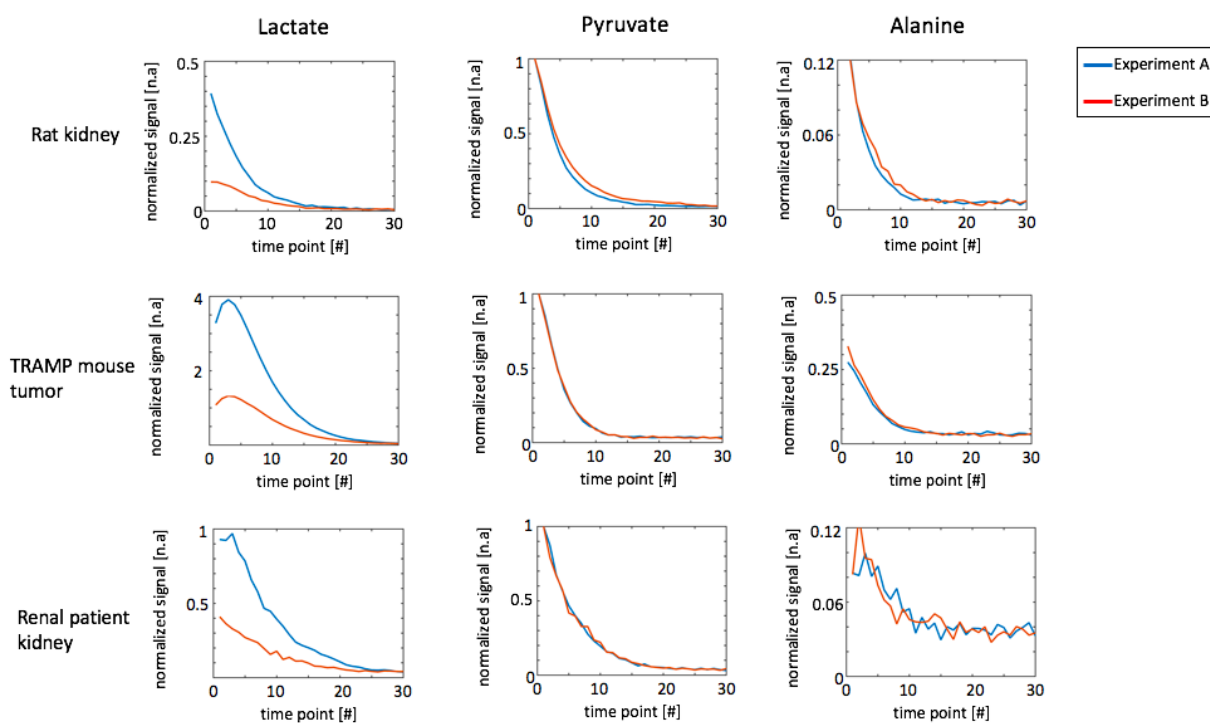 Lactate
Pyruvate
Alanine
Experiment A
Experiment B
Rat kidney
normalized signal [n.a]
0.5
0.25
0
0
10
20
30
time point [#]
normalized signal [n.a]
1
0.5
0
0
10
20
30
time point [#]
normalized signal [n.a]
0.12
0.06
0
0
10
20
30
time point [#]
TRAMP mouse
tumor
normalized signal [n.a]
4
2
0
10
20
30
time point [#]
normalized signal [n.a]
1
0.5
0
0
10
20
30
time point [#]
normalized signal [n.a]
0.5
0.25
0
0
10
20
30
time point [#]
Renal patient
kidney
normalized signal [n.a]
1
0.5
0
10
20
30
time point [#]
normalized signal [n.a]
1
0.5
0
0
10
20
30
time point [#]
normalized signal [n.a]
0.12
0.06
0
0
10
20
30
time point [#]